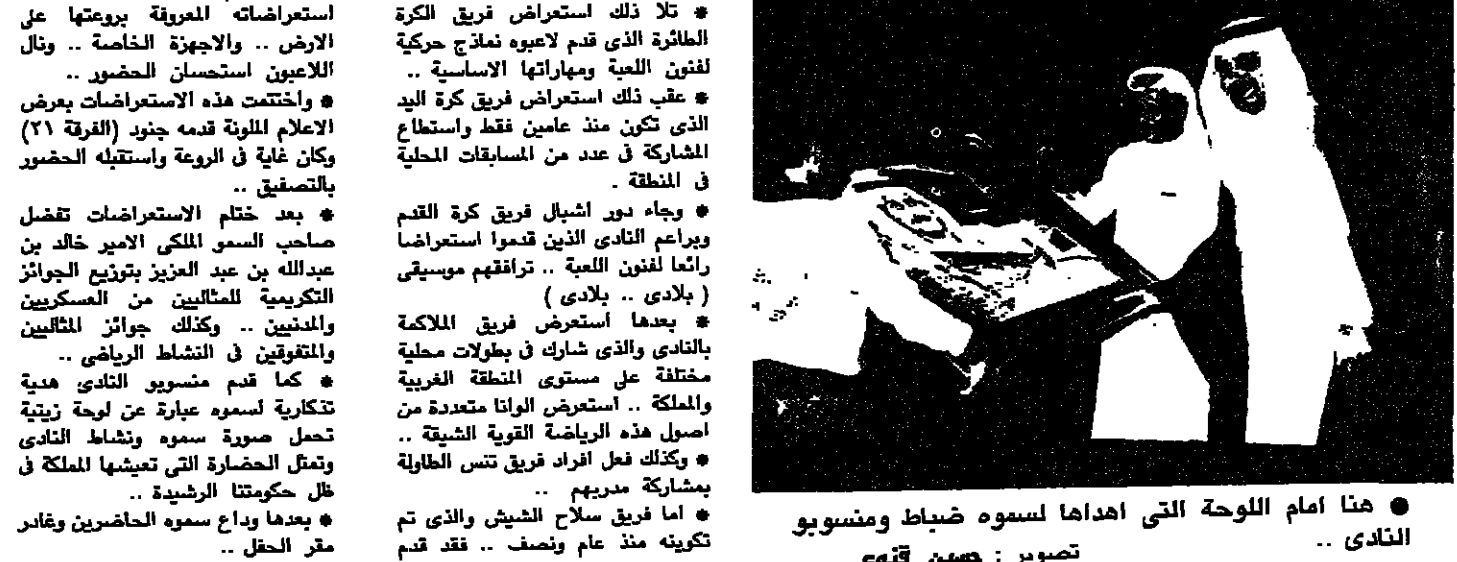 ● تلا ذلك استعراض فريق الكرة
الطائرة الذى قدم لاعبوه نماذج حركية
لفنون اللعبة ومهاراتها الاساسية ..
● عقب ذلك استعراض فريق كرة اليد
الذى تكون منذ عامين فقط واستطاع
المشاركة فى عدد من المسابقات المحلية
فى المنطقة .
● وجاء دور اشبال فريق كرة القدم
وبراعم النادى الذين قدموا استعراضا
رائعا لفنون اللعبة .. ترافقهم موسيقى
( بلادى .. بلادى )
● بعدها استعرض فريق الملاكمة
بالنادى والذى شارك فى بطولات محلية
مختلفة على مستوى المنطقة الغربية
والمملكة .. استعرض الوانا متعددة من
اصول هذه الرياضة القوية الشيقة ..
● وكذلك فعل افراد فريق تنس الطاولة
بمشاركة مدربهم ..
● اما فريق سلاح الشيش والذى تم
تكوينه منذ عام ونصف .. فقد قدم
استعراضاته المعروفة بروعتها على
الارض .. والاجهزة الخاصة .. ونال
اللاعبون استحسان الحضور ..
● واختتمت هذه الاستعراضات بعرض
الاعلام الملونة قدمه جنود (الفرقة ٢١)
وكان غاية فى الروعة واستقبله الحضور
بالتصفيق ..
● بعد ختام الاستعراضات تفضل
صاحب السمو الملكى الامير خالد بن
عبدالله بن عبد العزيز بتوزيع الجوائز
التكريمية للمثاليين من العسكريين
والمدنيين .. وكذلك جوائز المثاليين
والمتفوقين فى النشاط الرياضى ..
● كما قدم منسوبو النادى هدية
تذكارية لسموه عبارة عن لوحة زيتية
تحمل صورة سموه ونشاط النادى
وتمثل الحضارة التى تعيشها المملكة فى
ظل حكومتنا الرشيدة ..
● بعدها وداع سموه الحاضرين وغادر
مقر الحفل ..
● هنا امام اللوحة التى اهداها لسموه ضباط ومنسوبو
النادى ..
تصوير : حسين